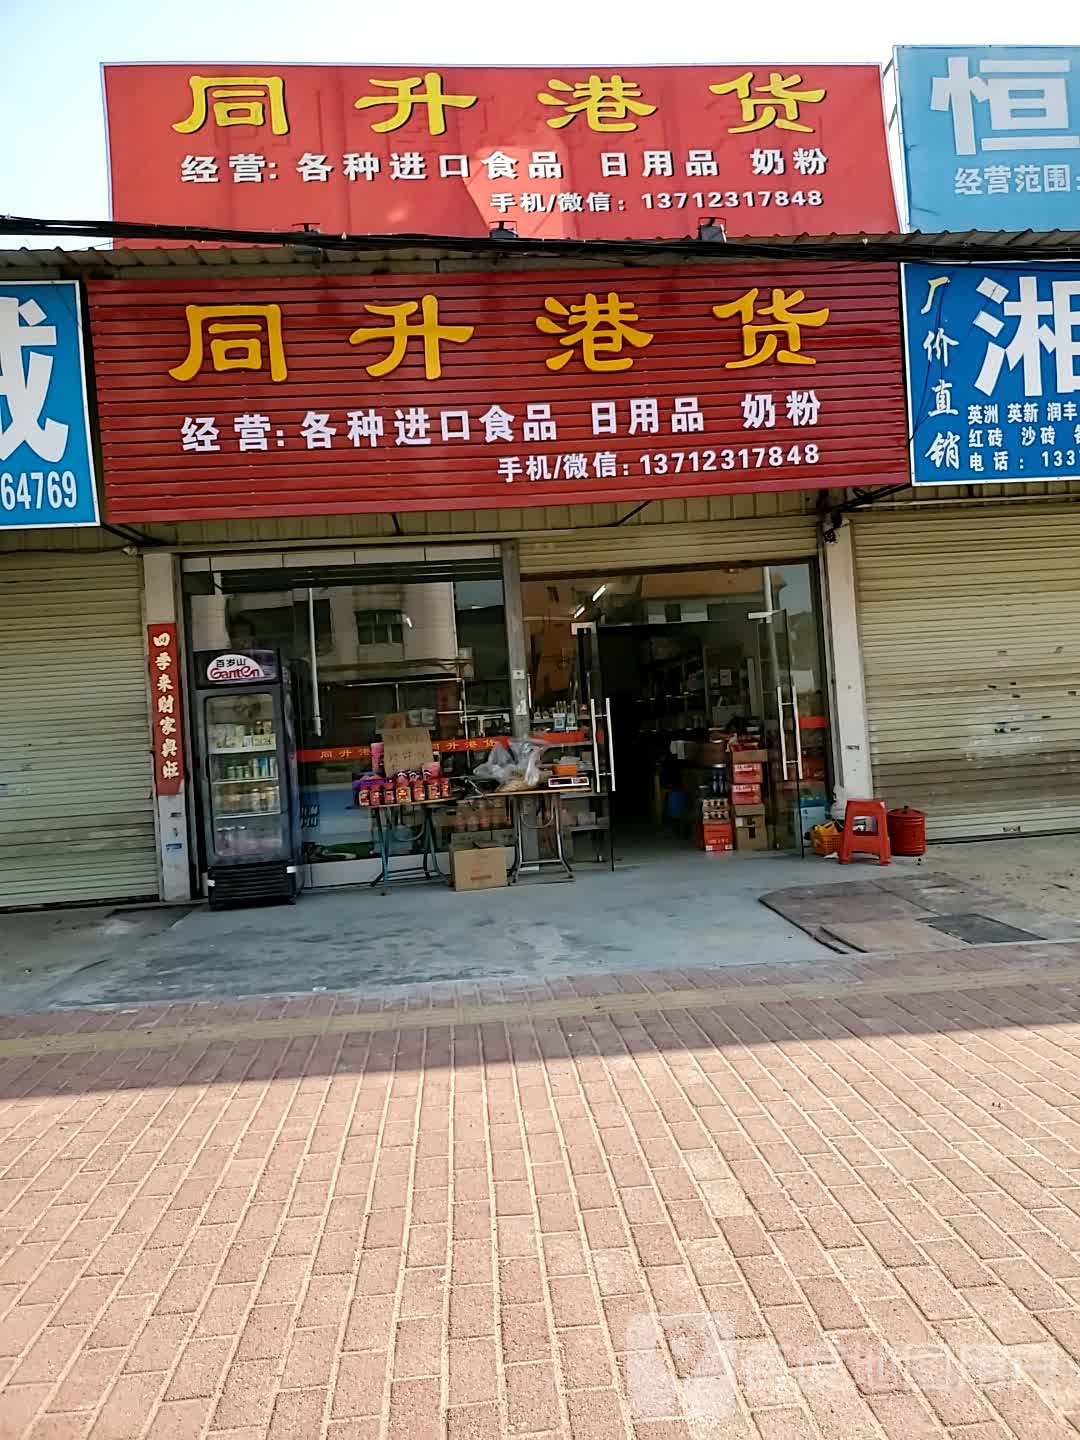 同升港货
经营: 各种进口食品 日用品 奶粉
手机/微信: 13712317848
恒
经营范围:
同升港货
经营: 各种进口食品 日用品 奶粉
手机/微信: 13712317848
64769
厂价直销
湘
英洲 英新 润丰
红砖 沙砖
电话: 133
四季来财家兴旺
百岁山
Ganten
同升港
同升港货